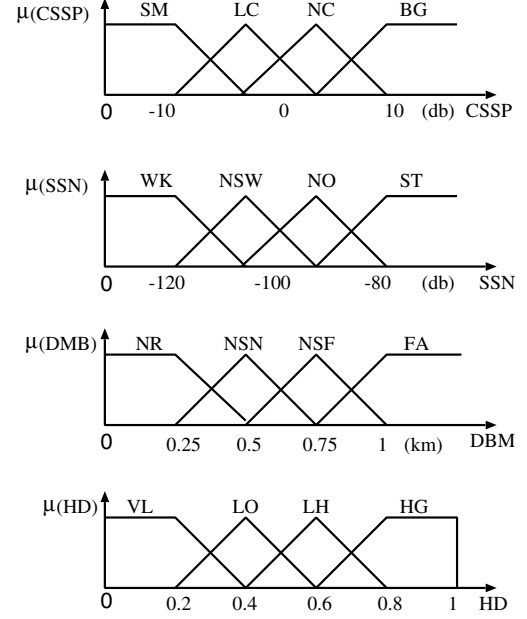 μ(CSSP) SM LC NC BG
0 -10 0 10 (db) CSSP
μ(SSN) WK NSW NO ST
0 -120 -100 -80 (db) SSN
μ(DMB) NR NSN NSF FA
0 0.25 0.5 0.75 1 (km) DBM
μ(HD) VL LO LH HG
0 0.2 0.4 0.6 0.8 1 HD